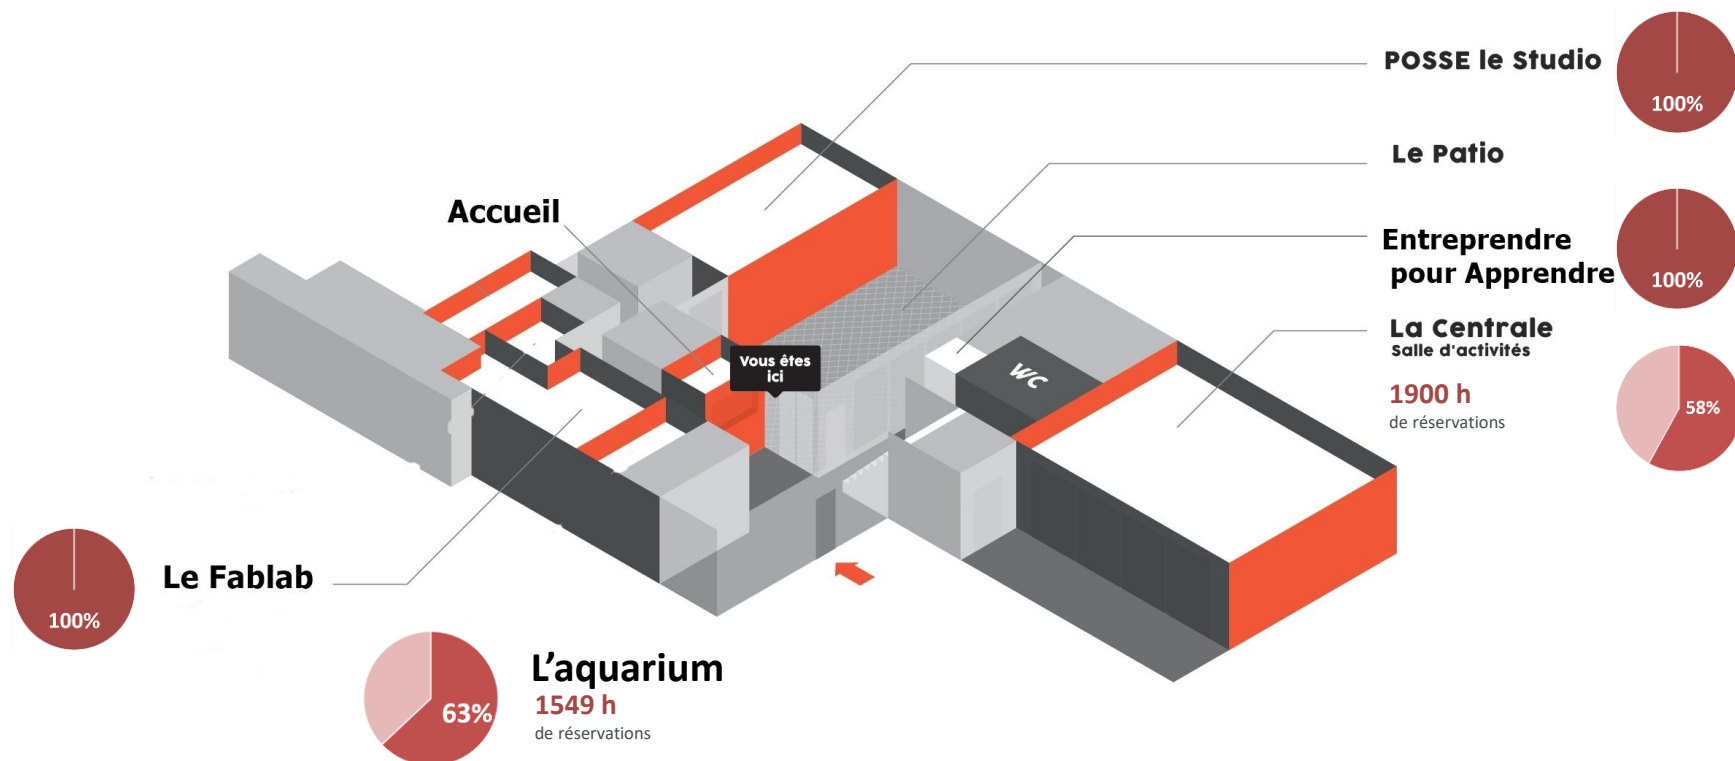 POSSE le Studio
100%
Le Patio
Accueil
Entreprendre
pour Apprendre
100%
La Centrale
Salle d'activités
1900 h
de réservations
58%
Vous êtes
ici
WC
Le Fablab
100%
L’aquarium
1549 h
de réservations
63%